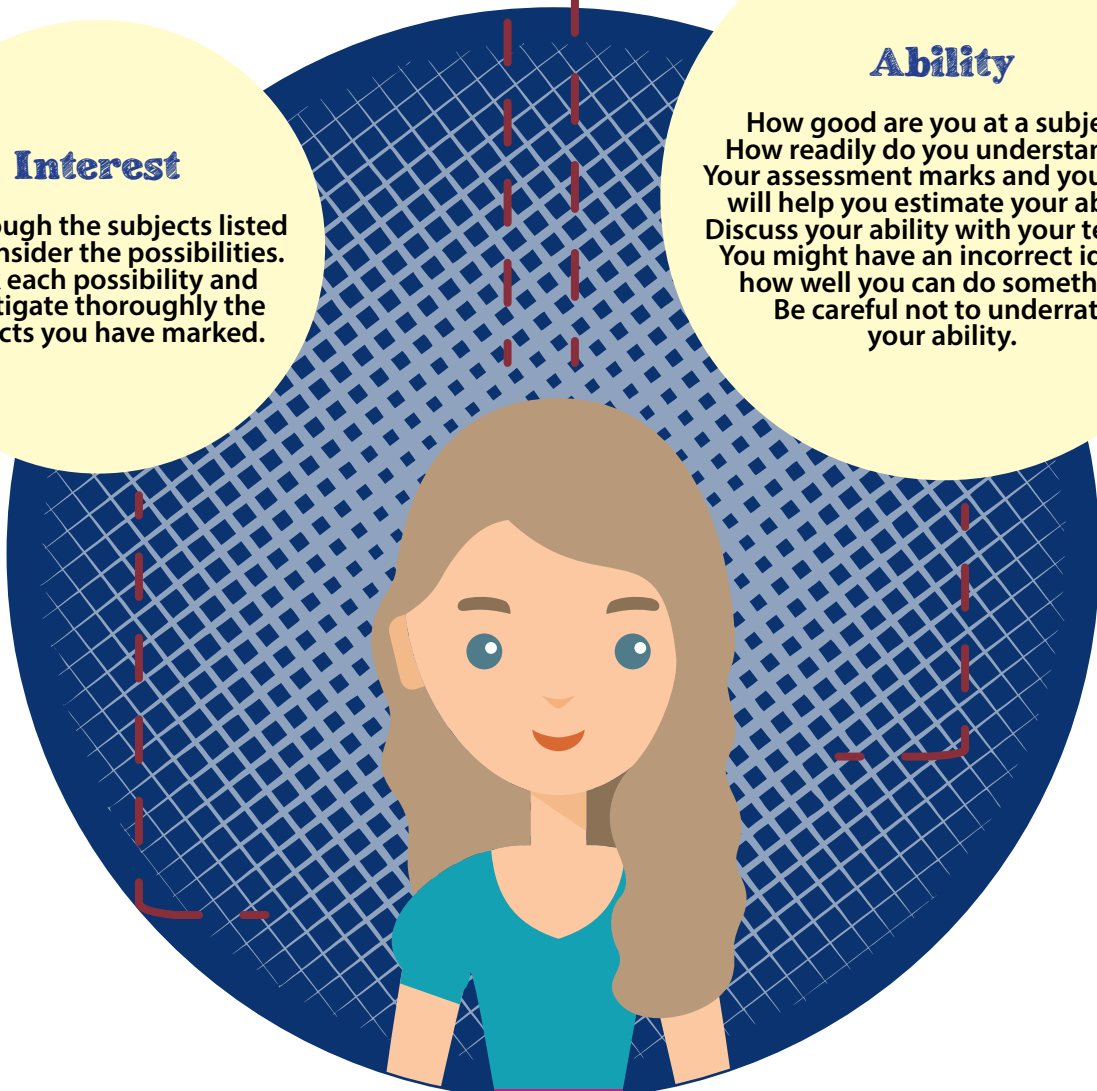 Interest
ough the subjects listed
nsider the possibilities.
each possibility and
tigate thoroughly the
cts you have marked.
Ability
How good are you at a subje
How readily do you understan
Your assessment marks and you
will help you estimate your ab
Discuss your ability with your te
You might have an incorrect id
how well you can do someth
Be careful not to underrat
your ability.